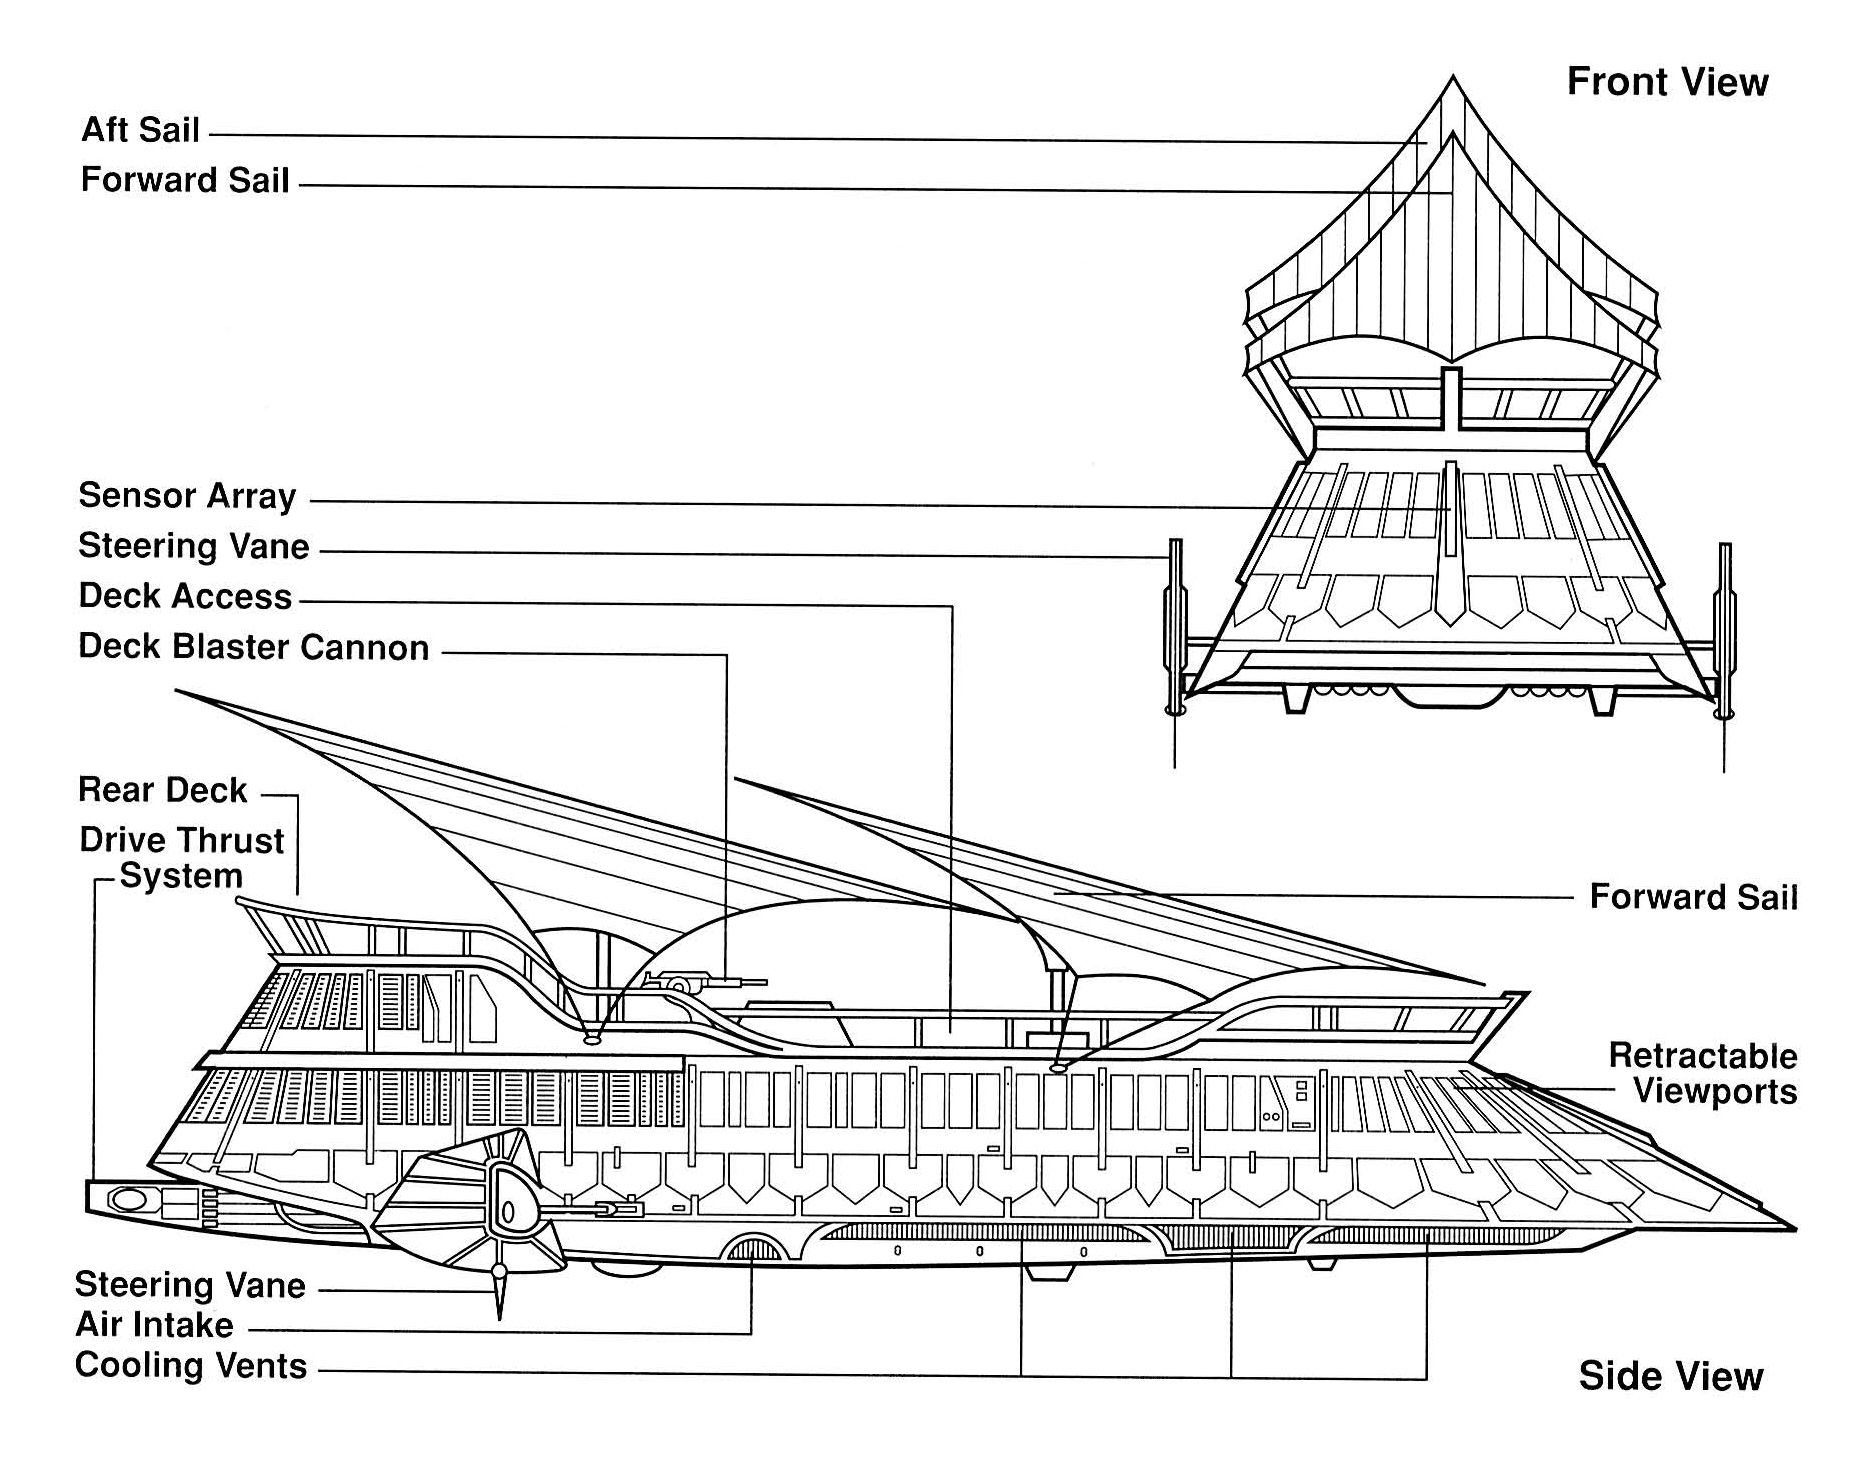 Front View
Aft Sail
Forward Sail
Sensor Array
Steering Vane
Deck Access
Deck Blaster Cannon
Rear Deck
Drive Thrust
System
Forward Sail
Retractable
Viewports
Steering Vane
Air Intake
Cooling Vents
Side View